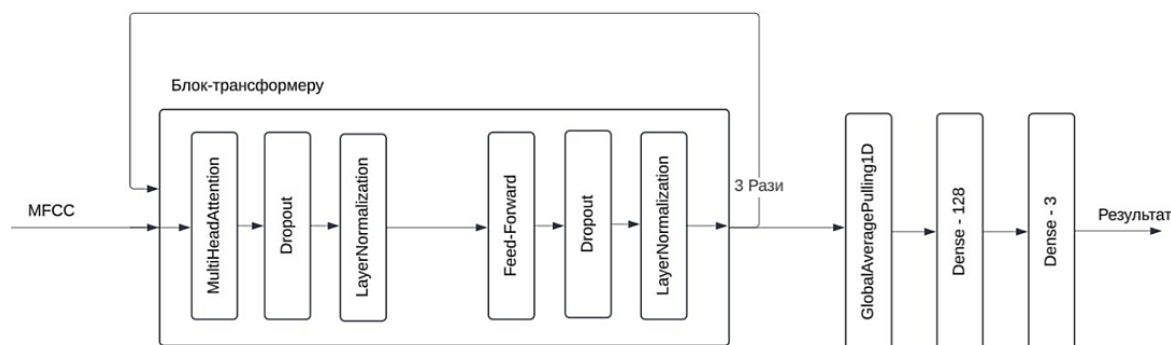 Блок-трансформеру
MFCC
MultiHeadAttention
Dropout
LayerNormalization
Feed-Forward
Dropout
LayerNormalization
3 Рази
GlobalAveragePulling1D
Dense - 128
Dense - 3
Результат